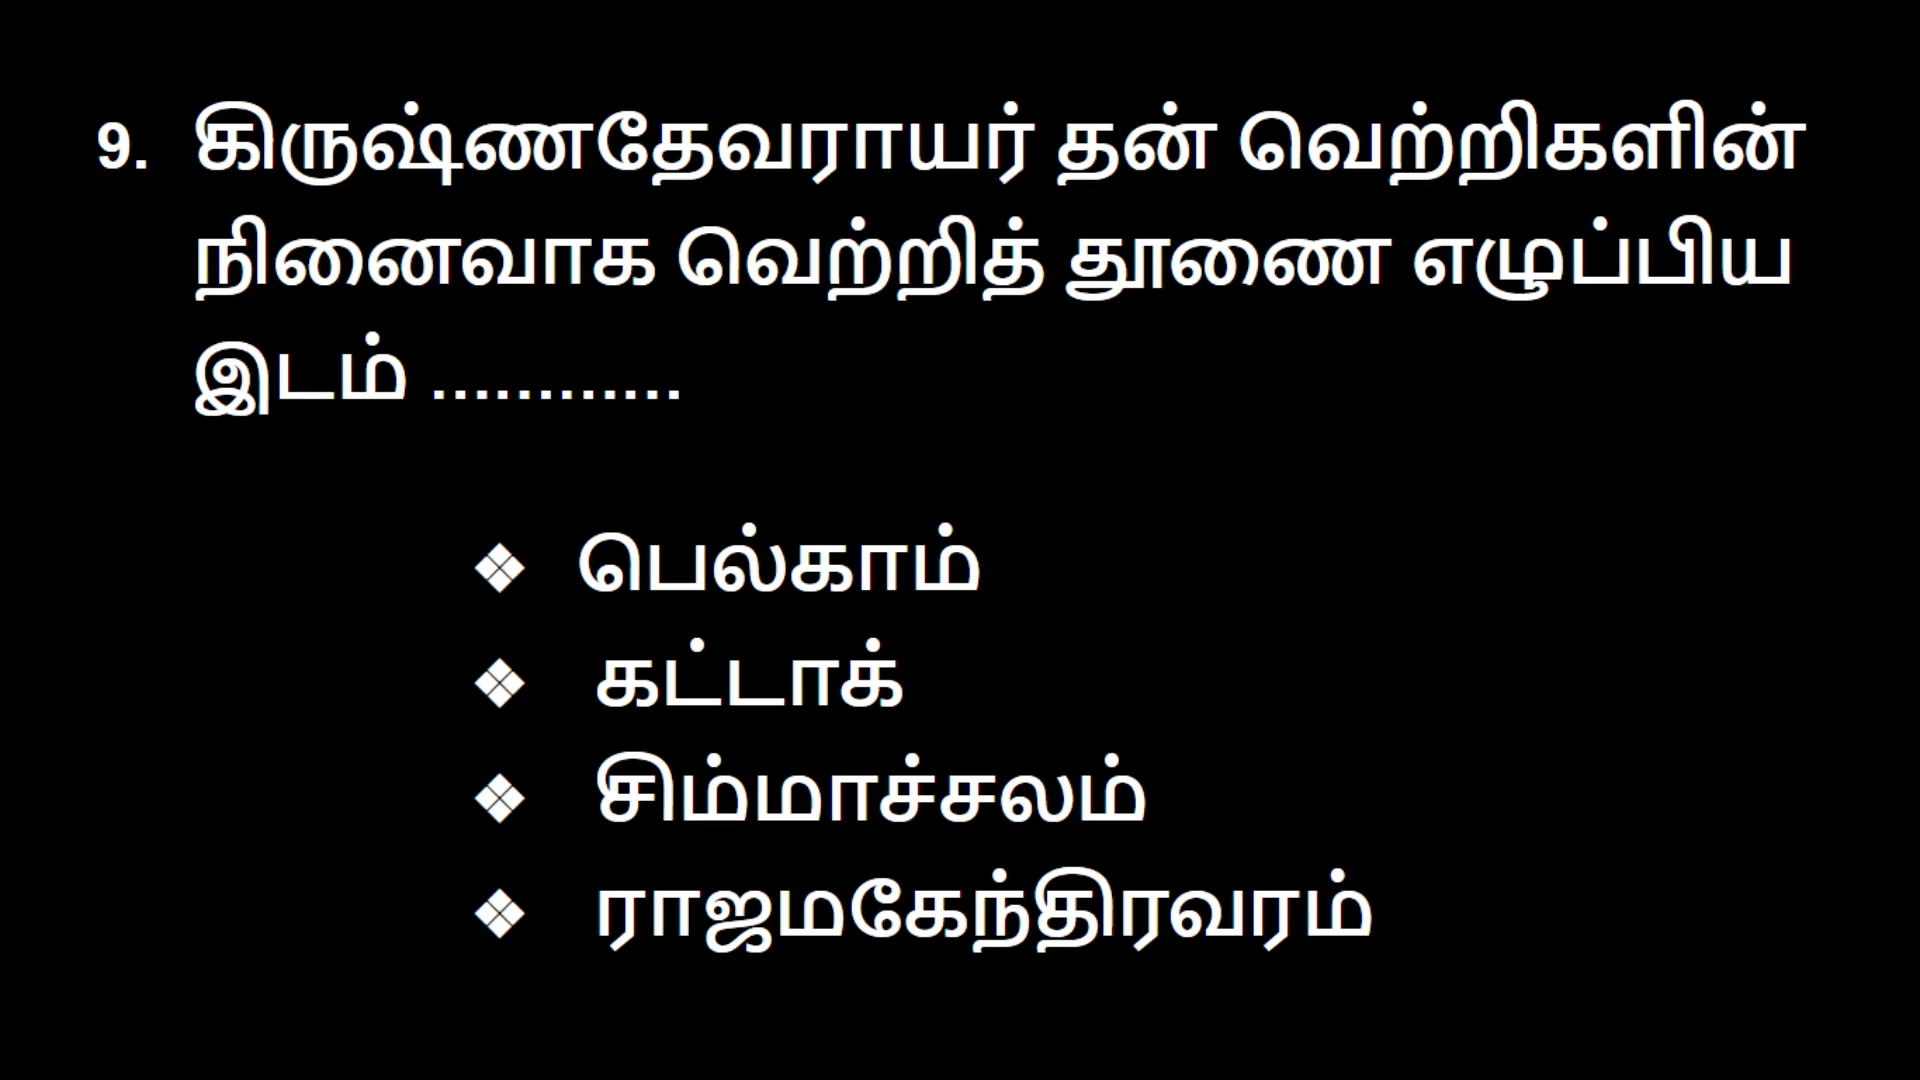 9. கிருஷ்ணதேவராயர் தன் வெற்றிகளின்
நினைவாக வெற்றித் தூணை எழுப்பிய
இடம் ............
❖ பெல்காம்
❖ கட்டாக்
❖ சிம்மாச்சலம்
❖ ராஜமகேந்திரவரம்